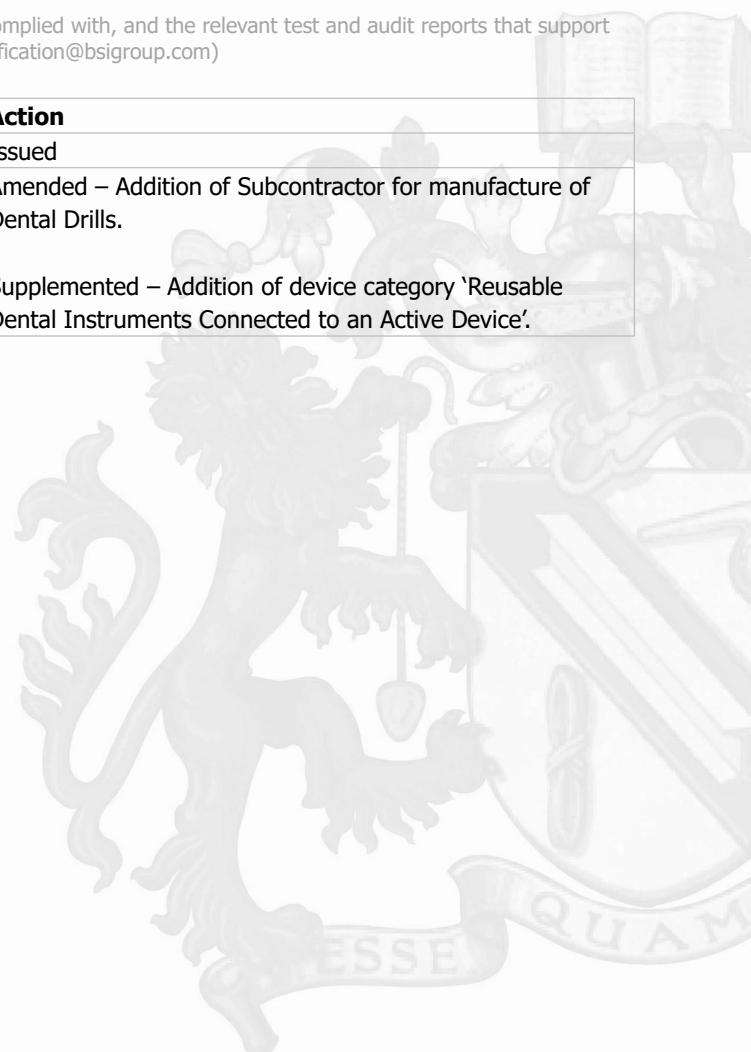 omplied with, and the relevant test and audit reports that support
fication@bsigroup.com)
Action
ssued
Amended – Addition of Subcontractor for manufacture of
Dental Drills.
Supplemented – Addition of device category ‘Reusable
Dental Instruments Connected to an Active Device’.
ESSE QUAM